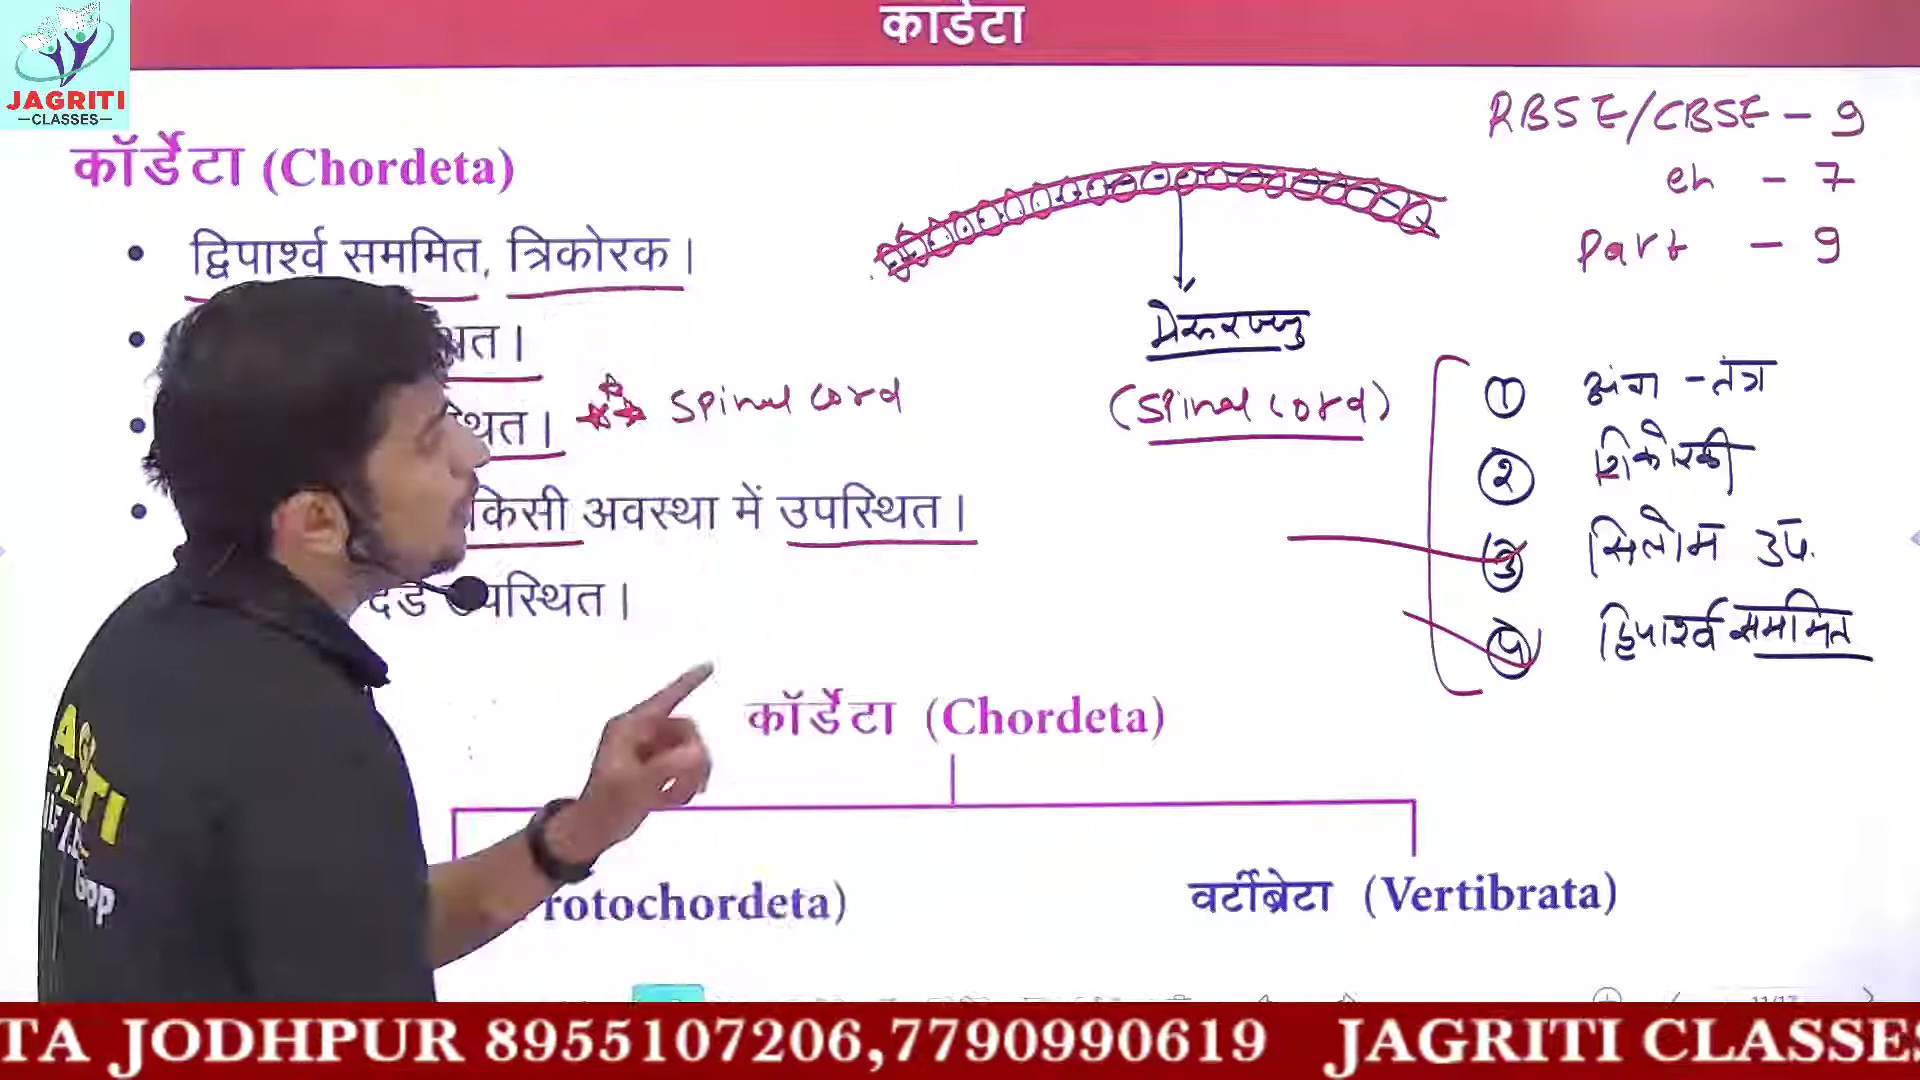 कार्डेटा
JAGRITI
CLASSES
RBSE/CBSE - 9
ch - 7
Part - 9
कॉर्डेटा (Chordeta)
• द्विपार्श्व सममित, त्रिकोरक।
मेरुरज्जु
(Spinal cord)
Spinal cord
किसी अवस्था में उपस्थित।
① अंग-तंत्र
② त्रिकोरकी
③ सिलोम उप.
④ द्विपार्श्व सममित
कॉर्डेटा (Chordeta)
rotochordeta)
वर्टीब्रेटा (Vertibrata)
TA JODHPUR 8955107206,7790990619 JAGRITI CLASSES